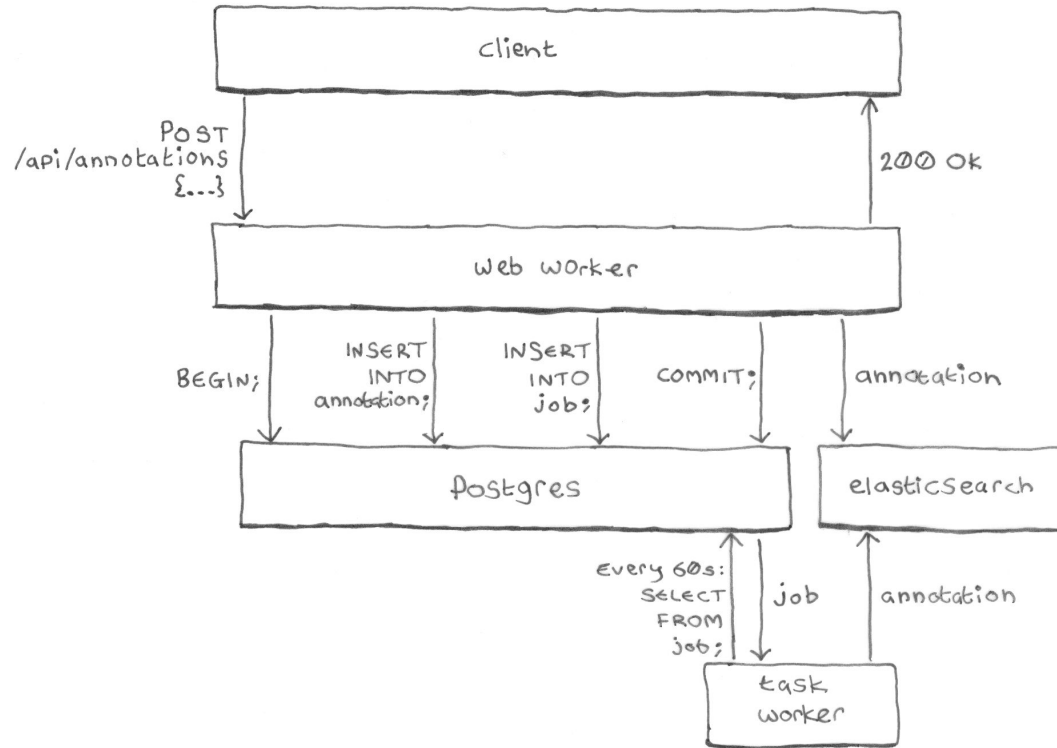 client
POST
/api/annotations
{...}
200 OK
web worker
BEGIN;
INSERT
INTO
annotation;
INSERT
INTO
job;
COMMIT;
annotation
Postgres
elasticsearch
Every 60s:
SELECT
FROM
job;
job
annotation
task
worker